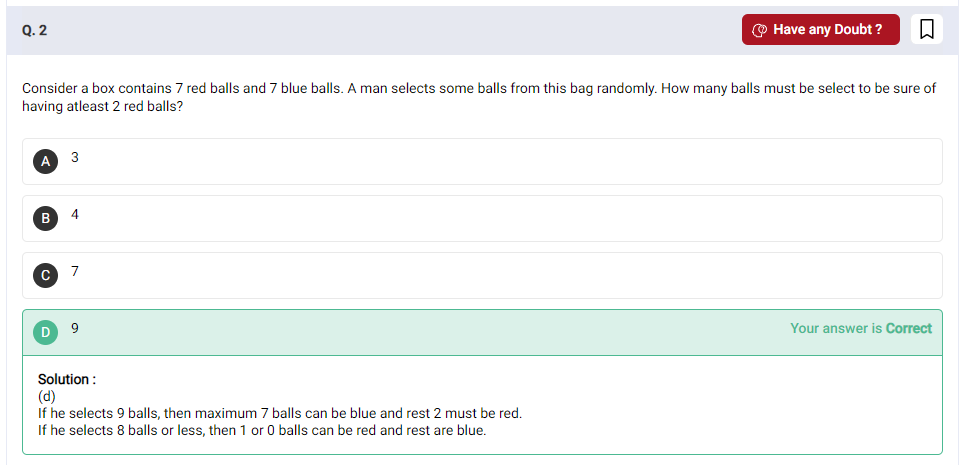 Q. 2
Have any Doubt ?
Consider a box contains 7 red balls and 7 blue balls. A man selects some balls from this bag randomly. How many balls must be select to be sure of
having atleast 2 red balls?
A 3
B 4
C 7
D 9 Your answer is Correct
Solution :
(d)
If he selects 9 balls, then maximum 7 balls can be blue and rest 2 must be red.
If he selects 8 balls or less, then 1 or 0 balls can be red and rest are blue.